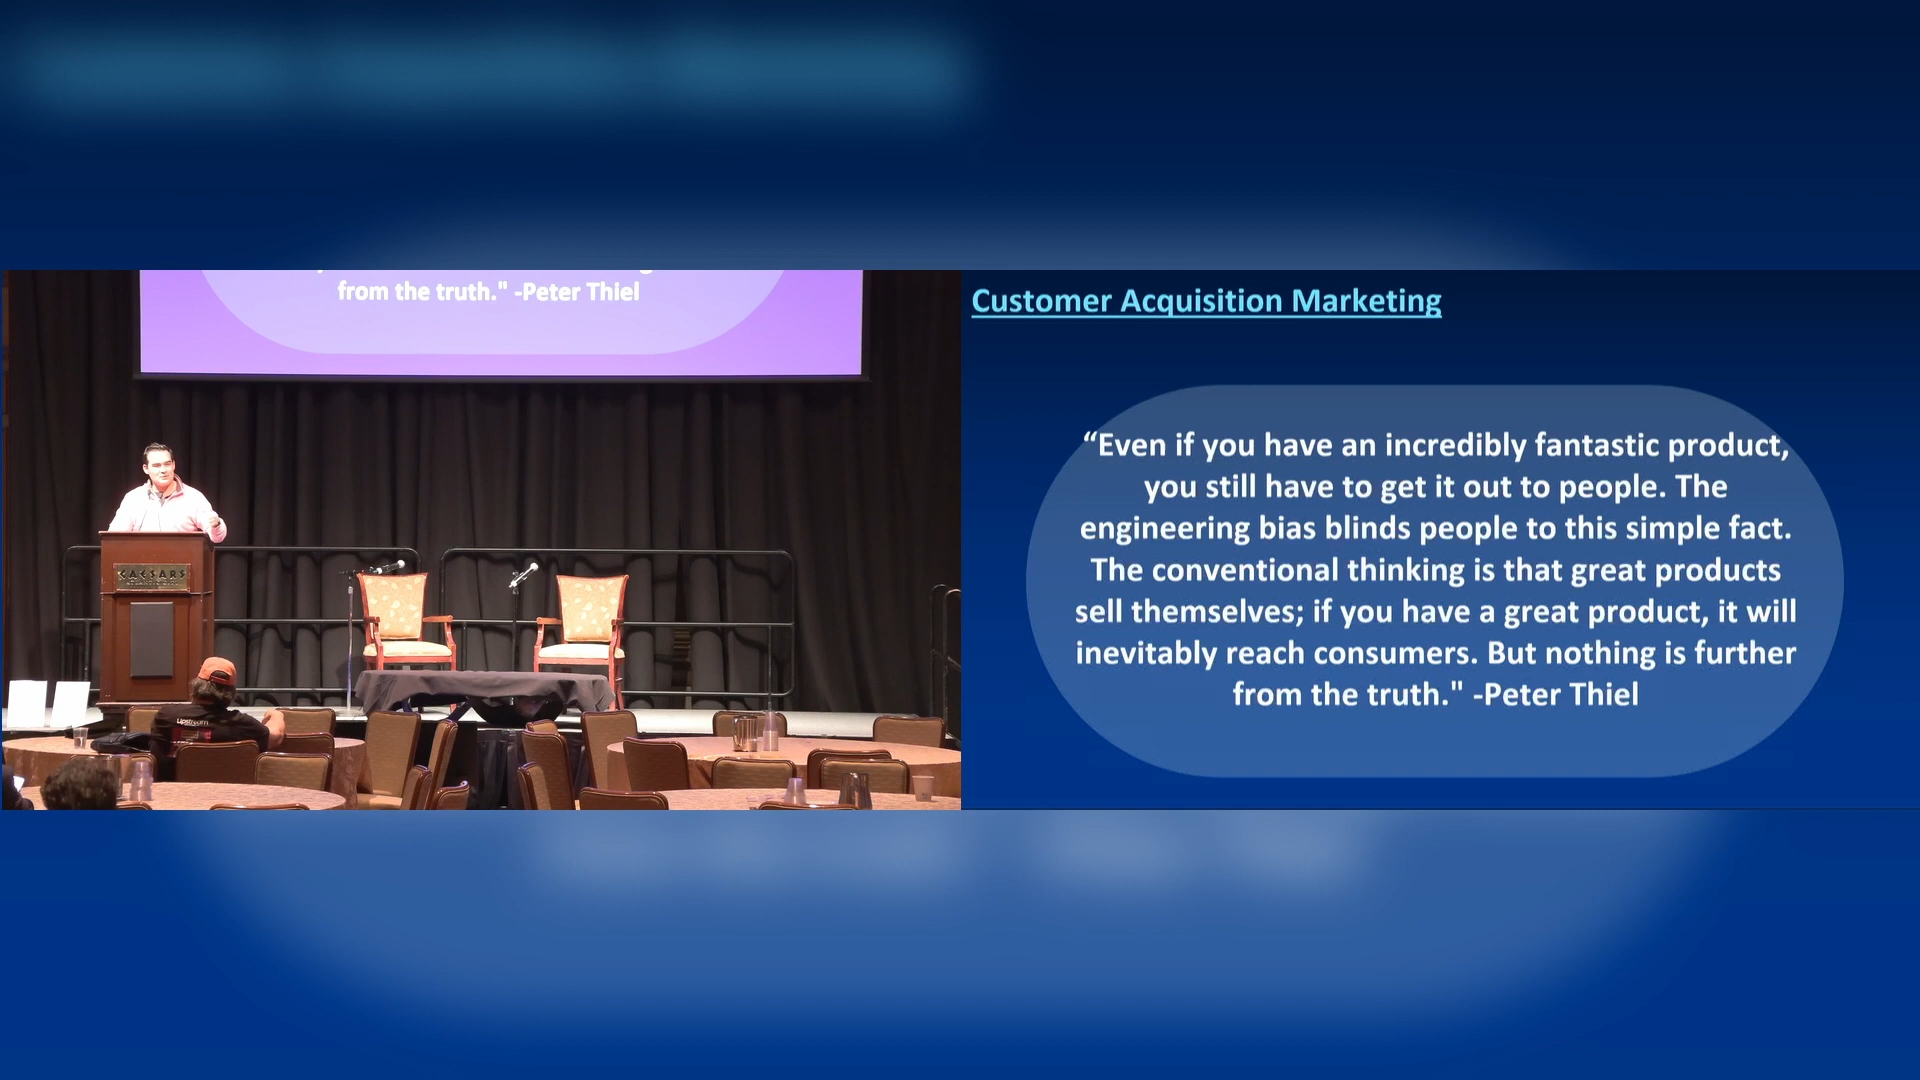 from the truth." -Peter Thiel
CAESARS
Upstream
Customer Acquisition Marketing
“Even if you have an incredibly fantastic product,
you still have to get it out to people. The
engineering bias blinds people to this simple fact.
The conventional thinking is that great products
sell themselves; if you have a great product, it will
inevitably reach consumers. But nothing is further
from the truth." -Peter Thiel